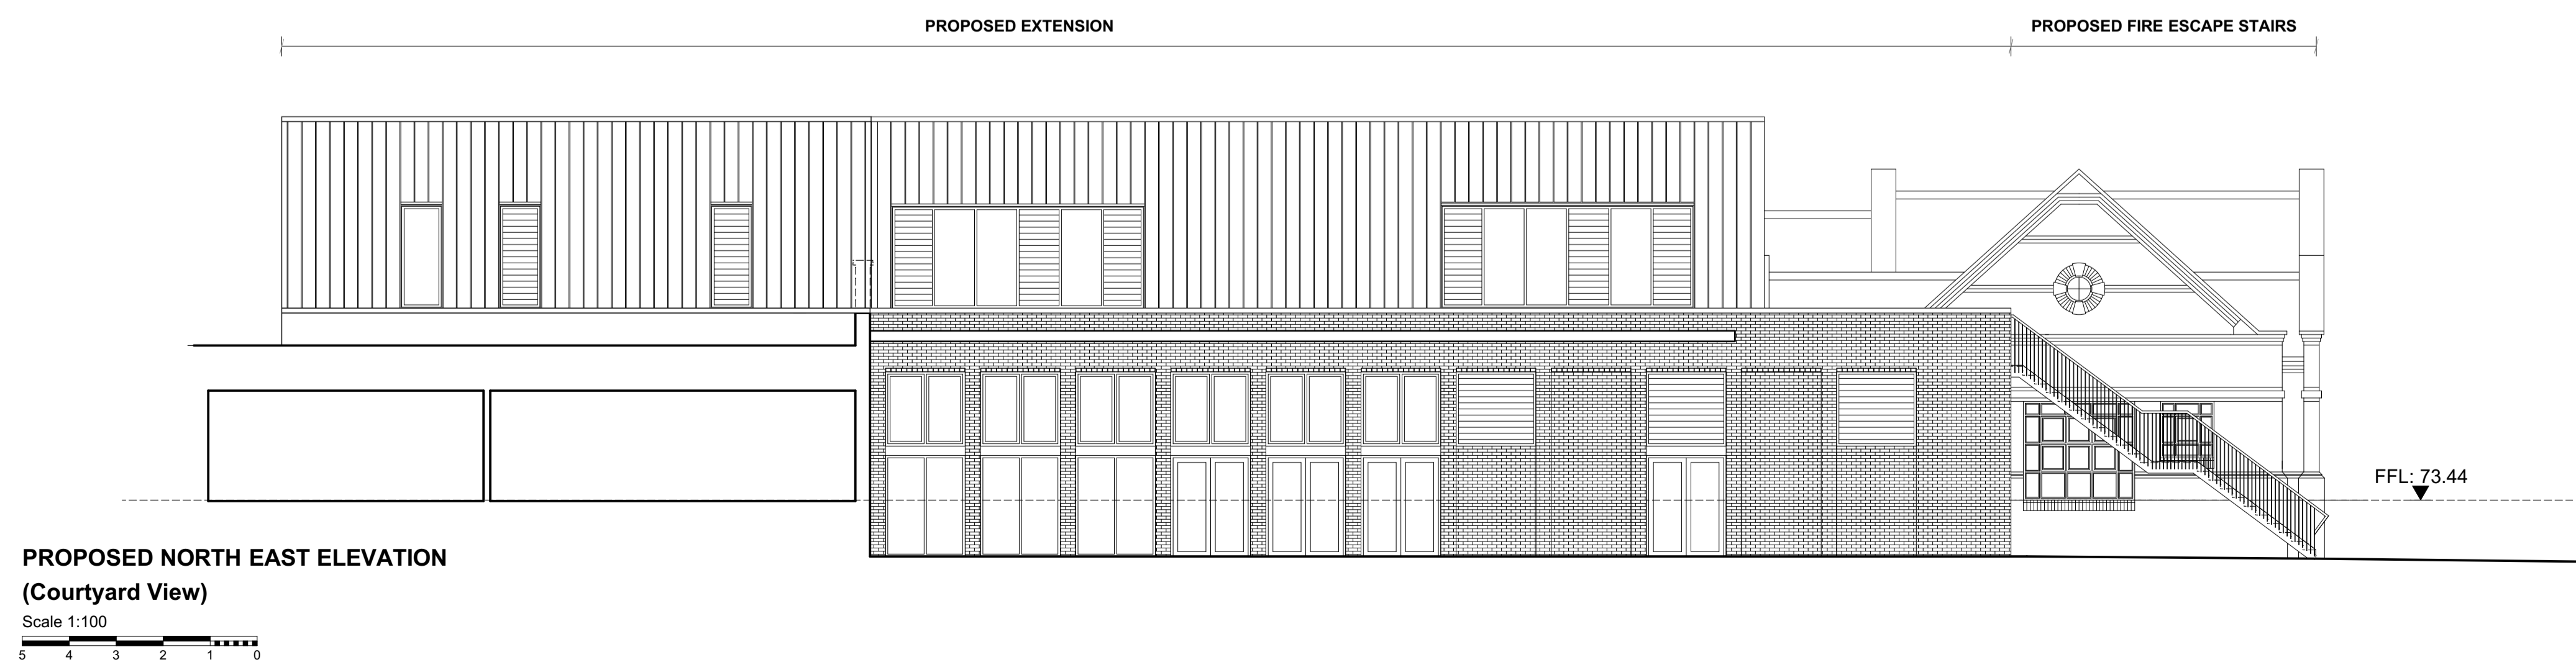 PROPOSED EXTENSION
PROPOSED FIRE ESCAPE STAIRS
FFL: 73.44
PROPOSED NORTH EAST ELEVATION
(Courtyard View)
Scale 1:100
5 4 3 2 1 0